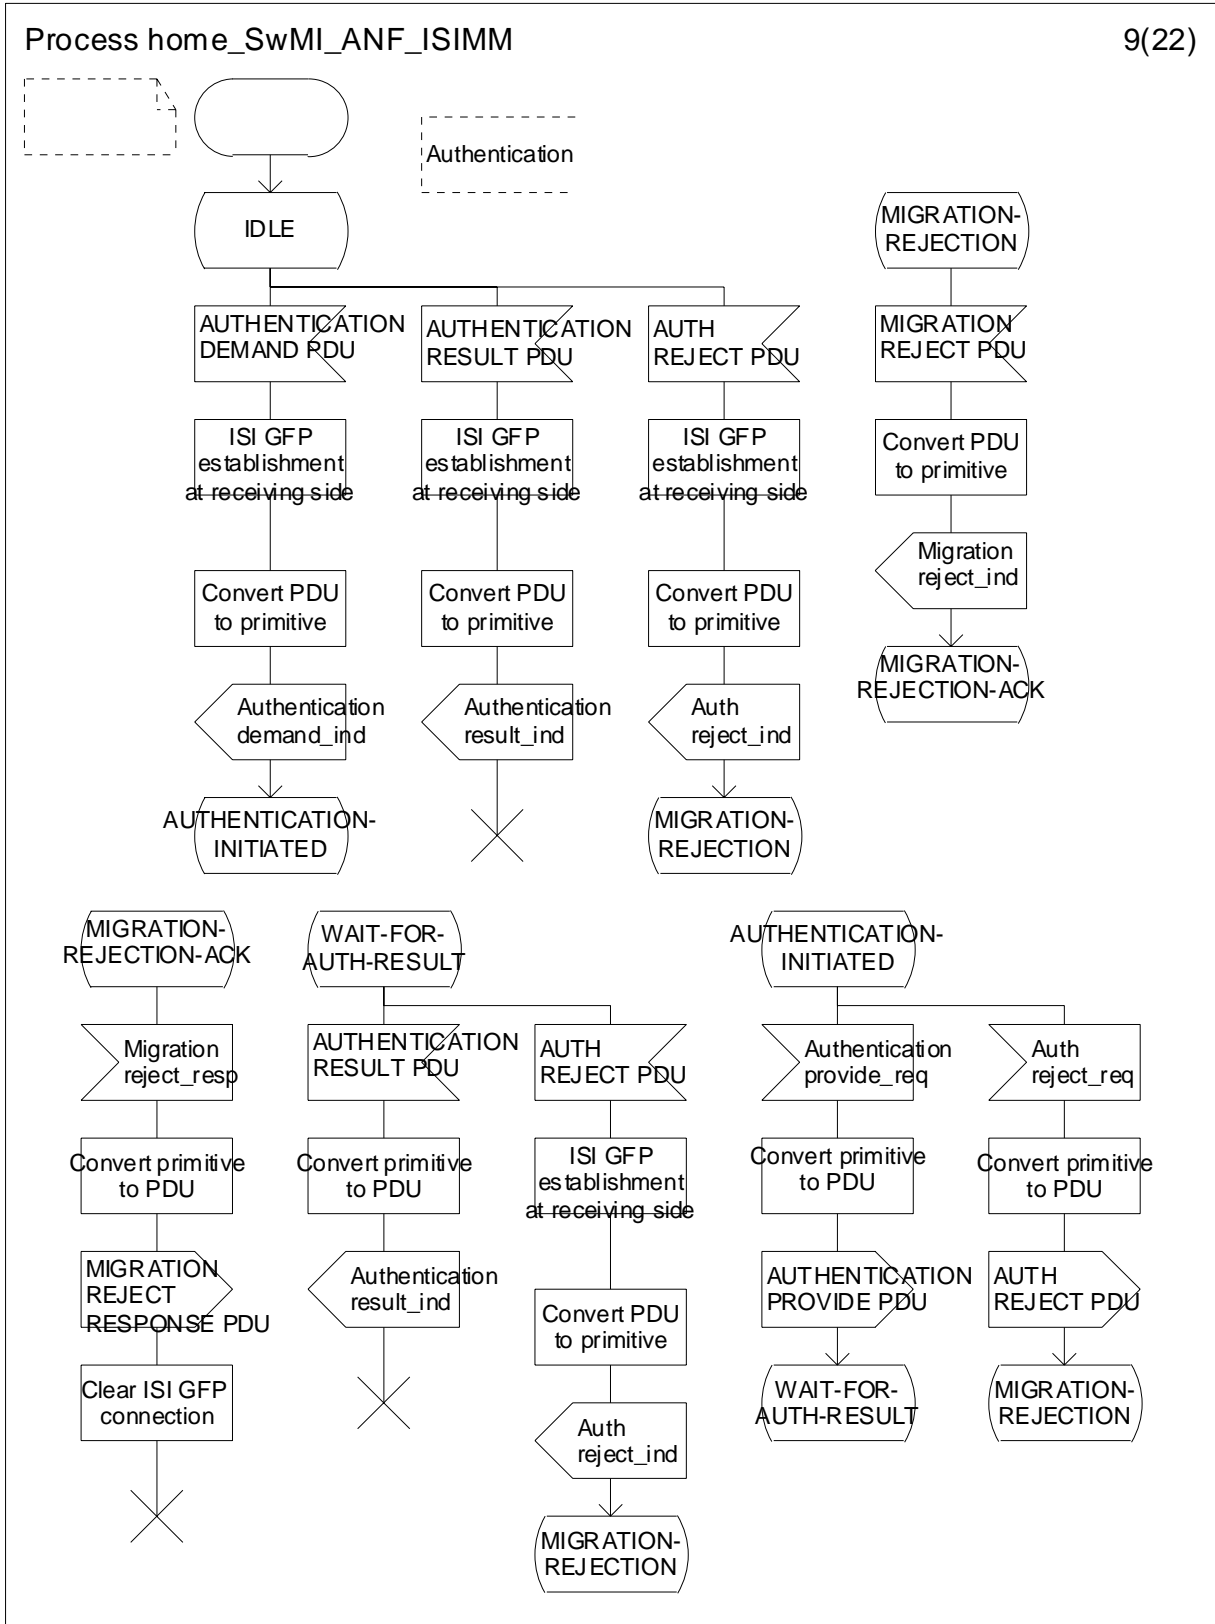 Process home_SwMI_ANF_ISIMM
9(22)
Authentication
IDLE
MIGRATION-
REJECTION
AUTHENTICATION
DEMAND PDU
AUTHENTICATION
RESULT PDU
AUTH
REJECT PDU
MIGRATION
REJECT PDU
ISI GFP
establishment
at receiving side
ISI GFP
establishment
at receiving side
ISI GFP
establishment
at receiving side
Convert PDU
to primitive
Migration
reject_ind
Convert PDU
to primitive
Convert PDU
to primitive
Convert PDU
to primitive
MIGRATION-
REJECTION-ACK
Authentication
demand_ind
Authentication
result_ind
Auth
reject_ind
AUTHENTICATION-
INITIATED
MIGRATION-
REJECTION
MIGRATION-
REJECTION-ACK
WAIT-FOR-
AUTH-RESULT
AUTHENTICATION-
INITIATED
Migration
reject_resp
AUTHENTICATION
RESULT PDU
AUTH
REJECT PDU
Authentication
provide_req
Auth
reject_req
Convert primitive
to PDU
Convert primitive
to PDU
ISI GFP
establishment
at receiving side
Convert primitive
to PDU
Convert primitive
to PDU
MIGRATION
REJECT
RESPONSE PDU
Authentication
result_ind
Convert PDU
to primitive
AUTHENTICATION
PROVIDE PDU
AUTH
REJECT PDU
Clear ISI GFP
connection
Auth
reject_ind
WAIT-FOR-
AUTH-RESULT
MIGRATION-
REJECTION
MIGRATION-
REJECTION